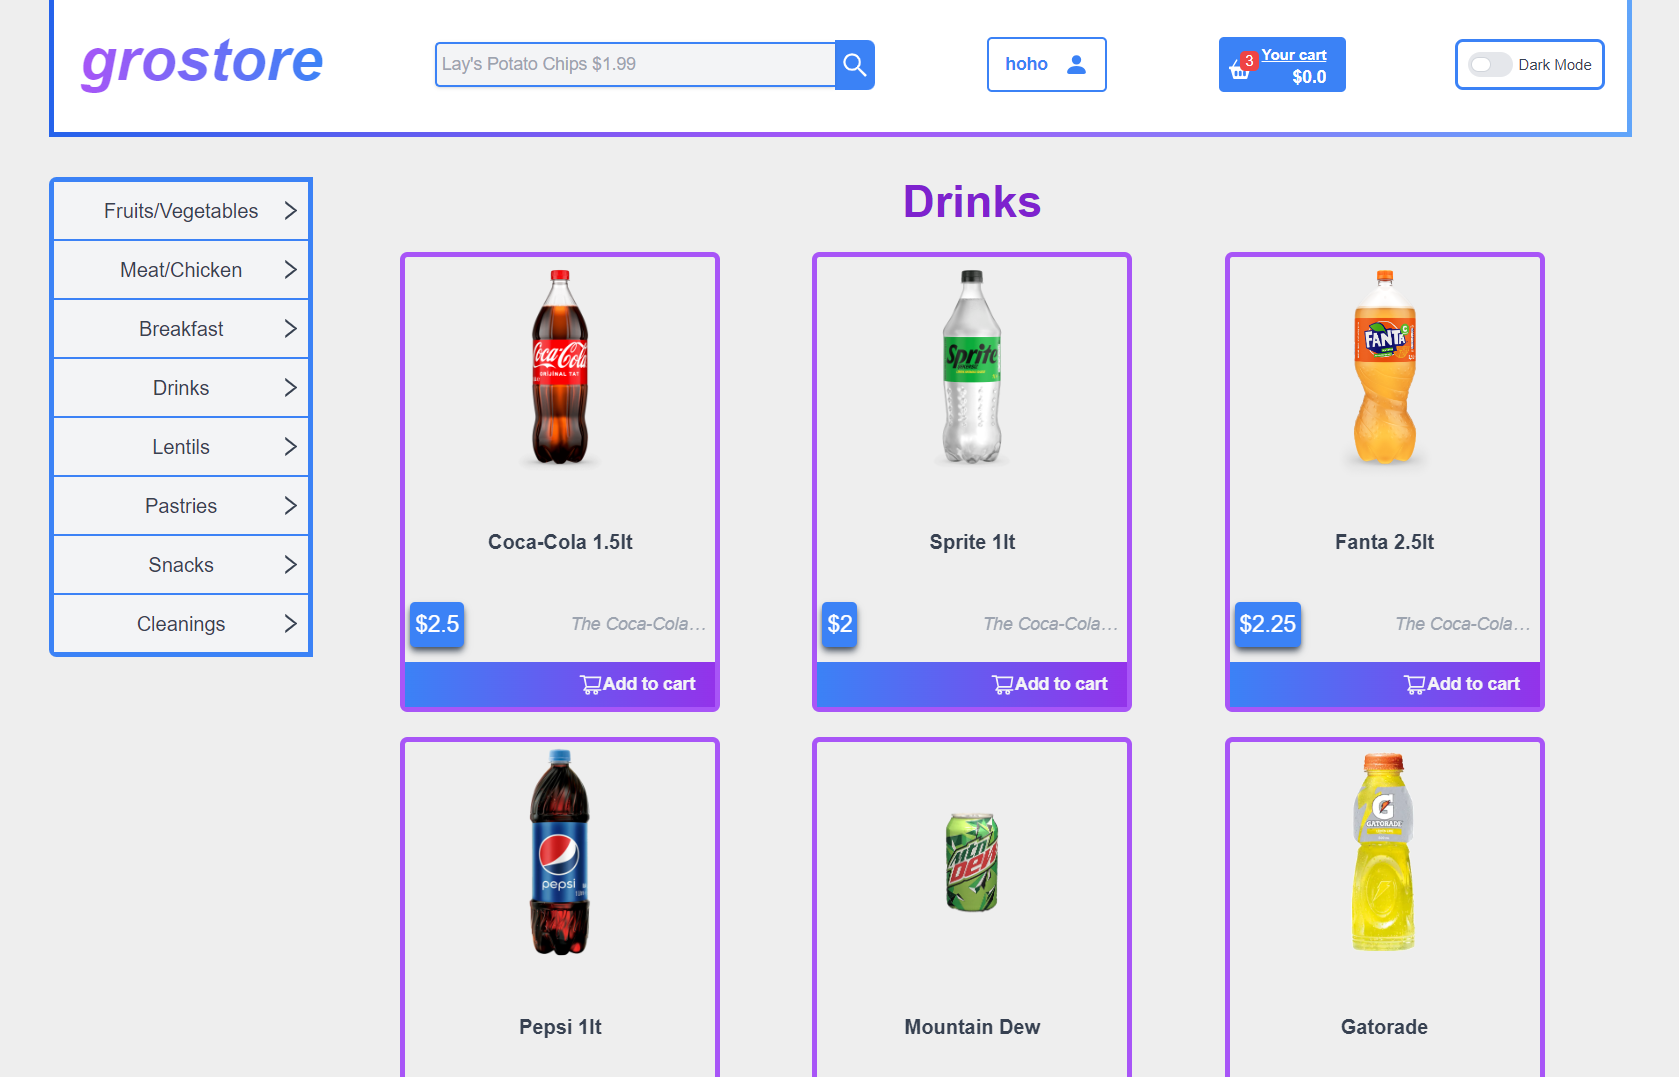 grostore
Lay's Potato Chips $1.99
hoho
3
Your cart
$0.0
Dark Mode
Fruits/Vegetables
Meat/Chicken
Breakfast
Drinks
Lentils
Pastries
Snacks
Cleanings
Drinks
Coca-Cola
ORIJINAL TAT
Coca-Cola 1.5lt
$2.5
The Coca-Cola...
Add to cart
Sprite
Sprite 1lt
$2
The Coca-Cola...
Add to cart
FANTA
Fanta 2.5lt
$2.25
The Coca-Cola...
Add to cart
pepsi
Pepsi 1lt
Mtn
Dew
Mountain Dew
G
GATORADE
Gatorade